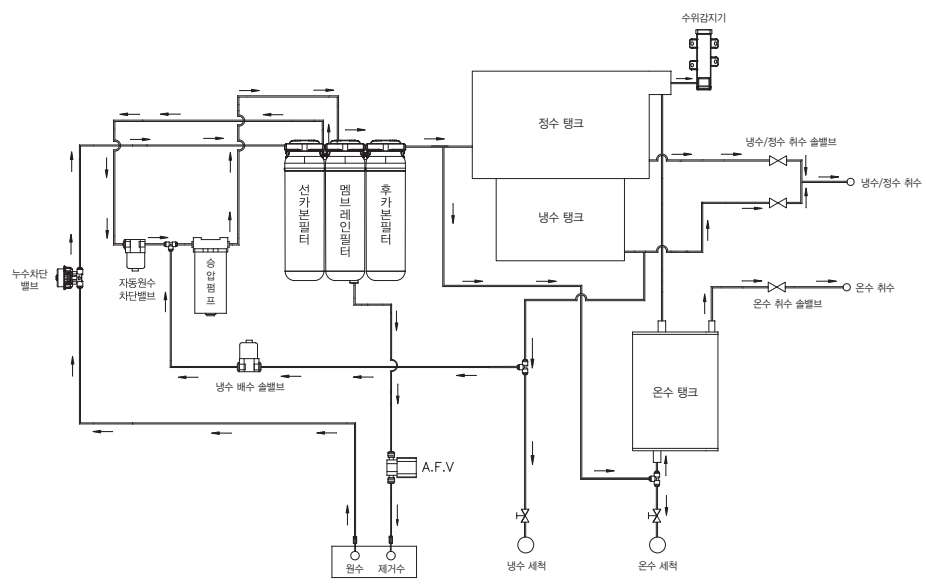 수위감지기
정수 탱크
냉수/정수 취수 솔밸브
냉수/정수 취수
냉수 탱크
선카본필터
멤브레인필터
후카본필터
누수차단
밸브
자동원수
차단밸브
승압펌프
온수 취수
온수 취수 솔밸브
냉수 배수 솔밸브
온수 탱크
A.F.V
원수
제거수
냉수 세척
온수 세척